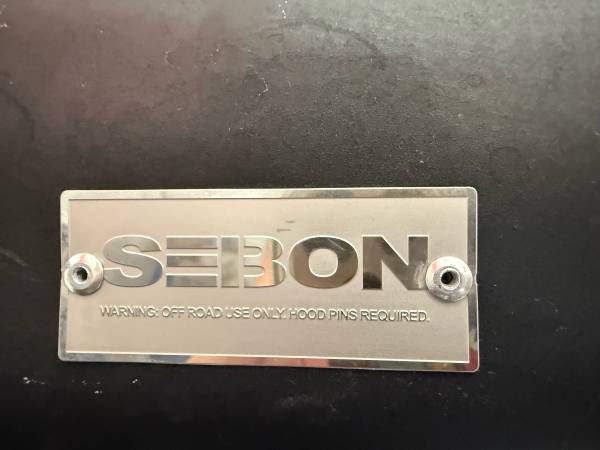 SEIBON
WARNING: OFF ROAD USE ONLY. HOOD PINS REQUIRED.